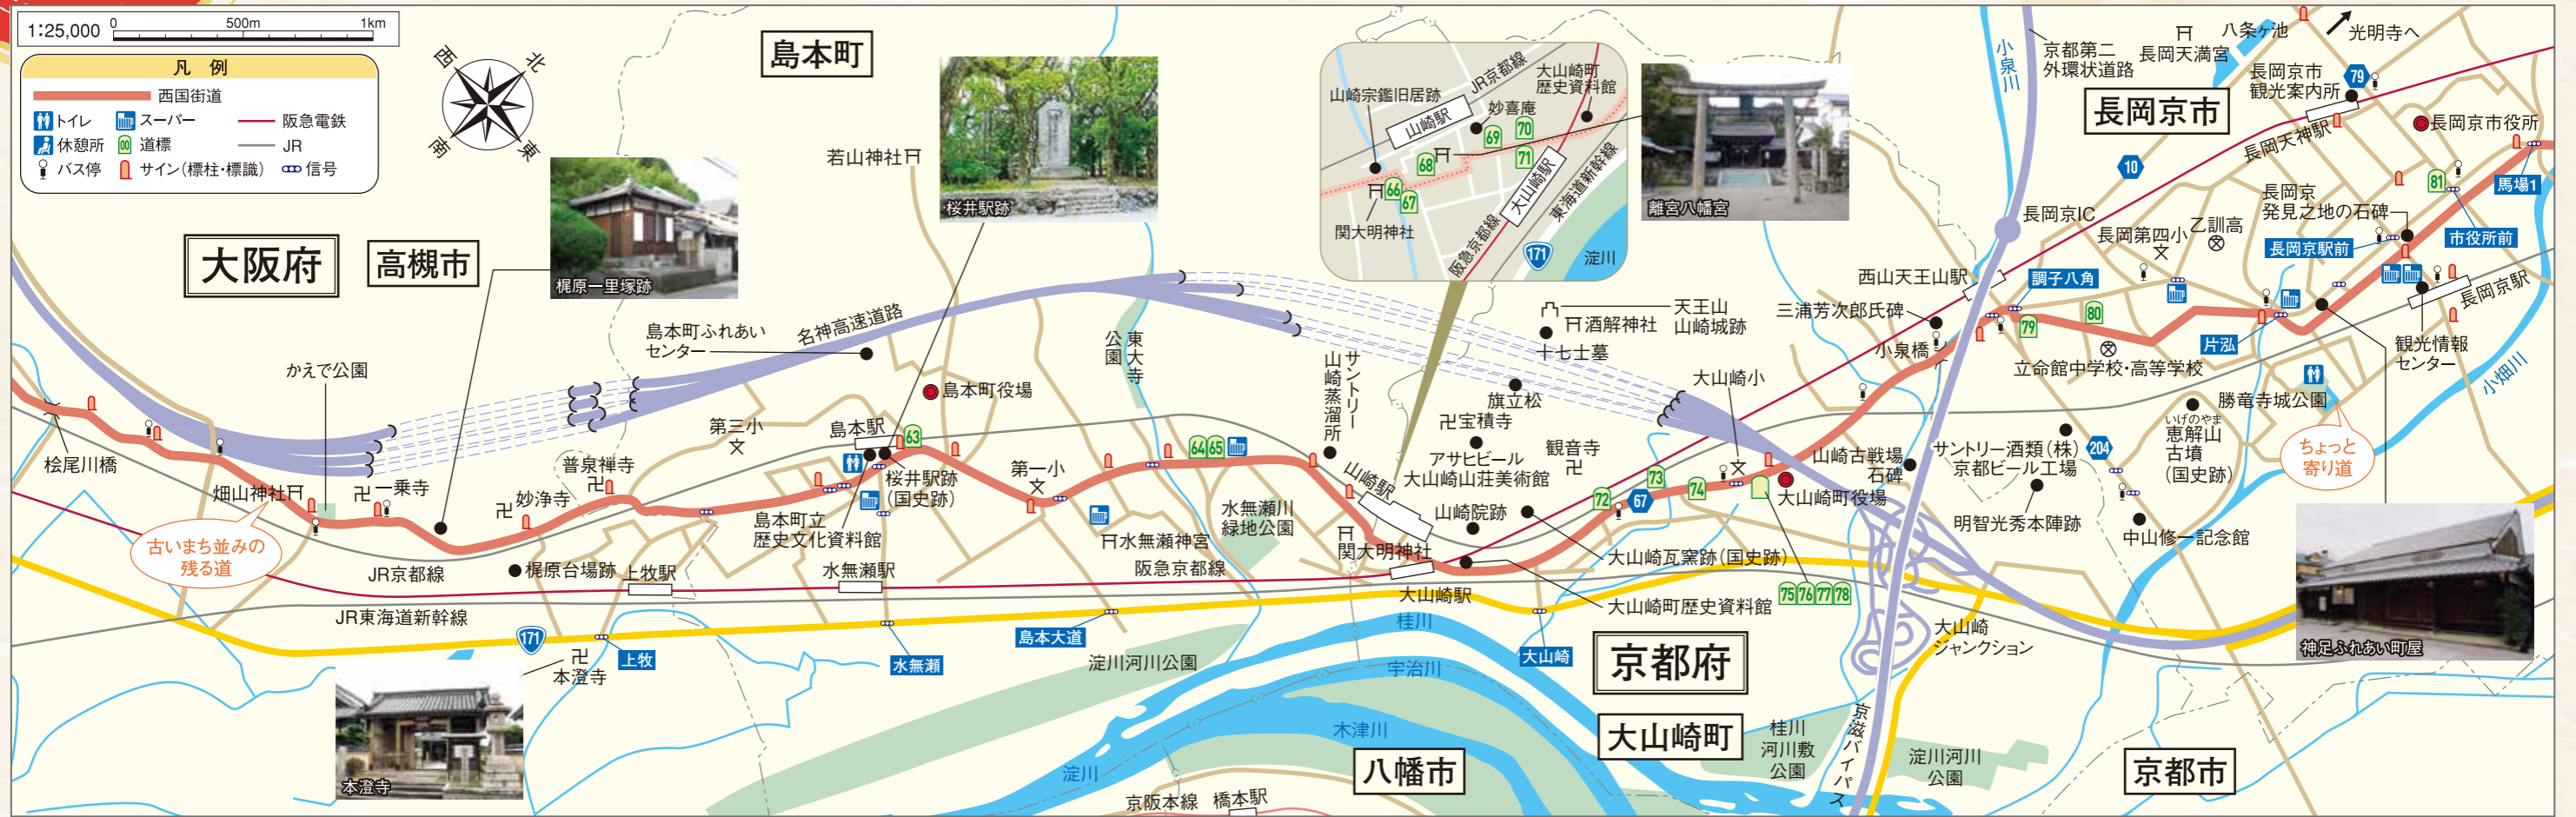 1:25,000
0 500m 1km
凡 例
西国街道
トイレ
スーパー
阪急電鉄
休憩所
00
道標
JR
バス停
サイン(標柱・標識)
信号
北
東
南
西
島本町
大阪府
高槻市
梶原一里塚跡
若山神社
桜井駅跡
山崎宗鑑旧居跡
JR京都線
大山崎町
歴史資料館
山崎駅
妙喜庵
69
70
68
71
66
67
大山崎駅
東海道新幹線
関大明神社
阪急京都線
171
淀川
離宮八幡宮
小泉川
京都第二
外環状道路
長岡天満宮
八条ヶ池
光明寺へ
長岡京市
長岡京市
観光案内所
79
長岡天神駅
長岡京市役所
10
81
馬場1
長岡京
発見之地の石碑
長岡京IC
長岡第四小
乙訓高
長岡京駅前
市役所前
西山天王山駅
調子八角
長岡京駅
三浦芳次郎氏碑
小泉橋
79
80
立命館中学校・高等学校
片泓
観光情報
センター
小畑川
名神高速道路
島本町ふれあい
センター
東大寺
公園
サントリー
山崎蒸溜所
天王山
山崎城跡
酒解神社
十七士墓
旗立松
大山崎小
宝積寺
観音寺
アサヒビール
大山崎山荘美術館
勝竜寺城公園
いげのやま
恵解山
古墳
(国史跡)
ちょっと
寄り道
サントリー酒類(株)
京都ビール工場
204
山崎古戦場
石碑
明智光秀本陣跡
中山修一記念館
神足ふれあい町屋
かえで公園
桧尾川橋
畑山神社
一乗寺
妙浄寺
普泉禅寺
第三小
島本町役場
島本駅
63
桜井駅跡
(国史跡)
島本町立
歴史文化資料館
第一小
64
65
水無瀬川
緑地公園
水無瀬神宮
山崎駅
山崎院跡
72
73
67
74
大山崎町役場
関大明神社
大山崎瓦窯跡(国史跡)
大山崎町歴史資料館
75 76 77 78
古いまち並みの
残る道
JR京都線
梶原台場跡
上牧駅
水無瀬駅
阪急京都線
大山崎駅
JR東海道新幹線
171
上牧
水無瀬
島本大道
大山崎
本澄寺
本澄寺
淀川河川公園
桂川
宇治川
木津川
淀川
京都府
大山崎町
八幡市
大山崎
ジャンクション
桂川
河川敷
公園
京滋バイパス
淀川河川
公園
京都市
京阪本線
橋本駅